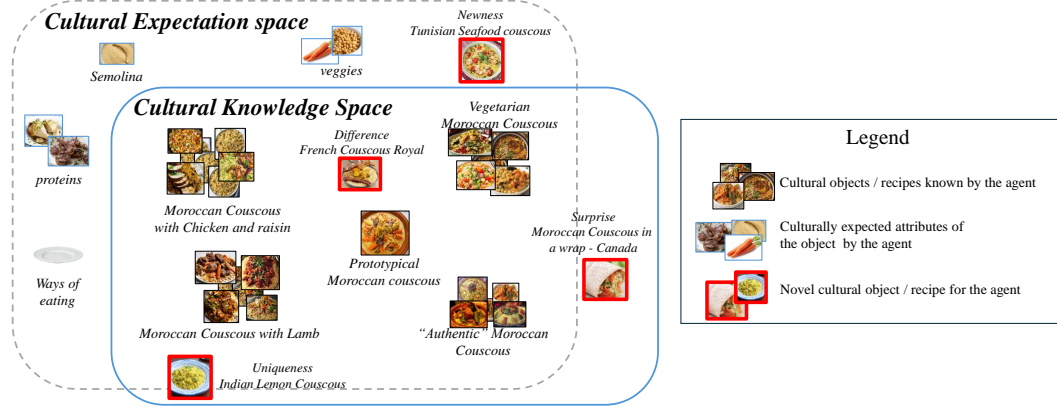 Cultural Expectation space
Newness
Tunisian Seafood couscous
Semolina
veggies
Cultural Knowledge Space
Vegetarian
Moroccan Couscous
Difference
French Couscous Royal
proteins
Moroccan Couscous
with Chicken and raisin
Surprise
Moroccan Couscous in
a wrap - Canada
Prototypical
Moroccan couscous
Ways of
eating
Moroccan Couscous with Lamb
“Authentic” Moroccan
Couscous
Uniqueness
Indian Lemon Couscous
Legend
Cultural objects / recipes known by the agent
Culturally expected attributes of
the object by the agent
Novel cultural object / recipe for the agent